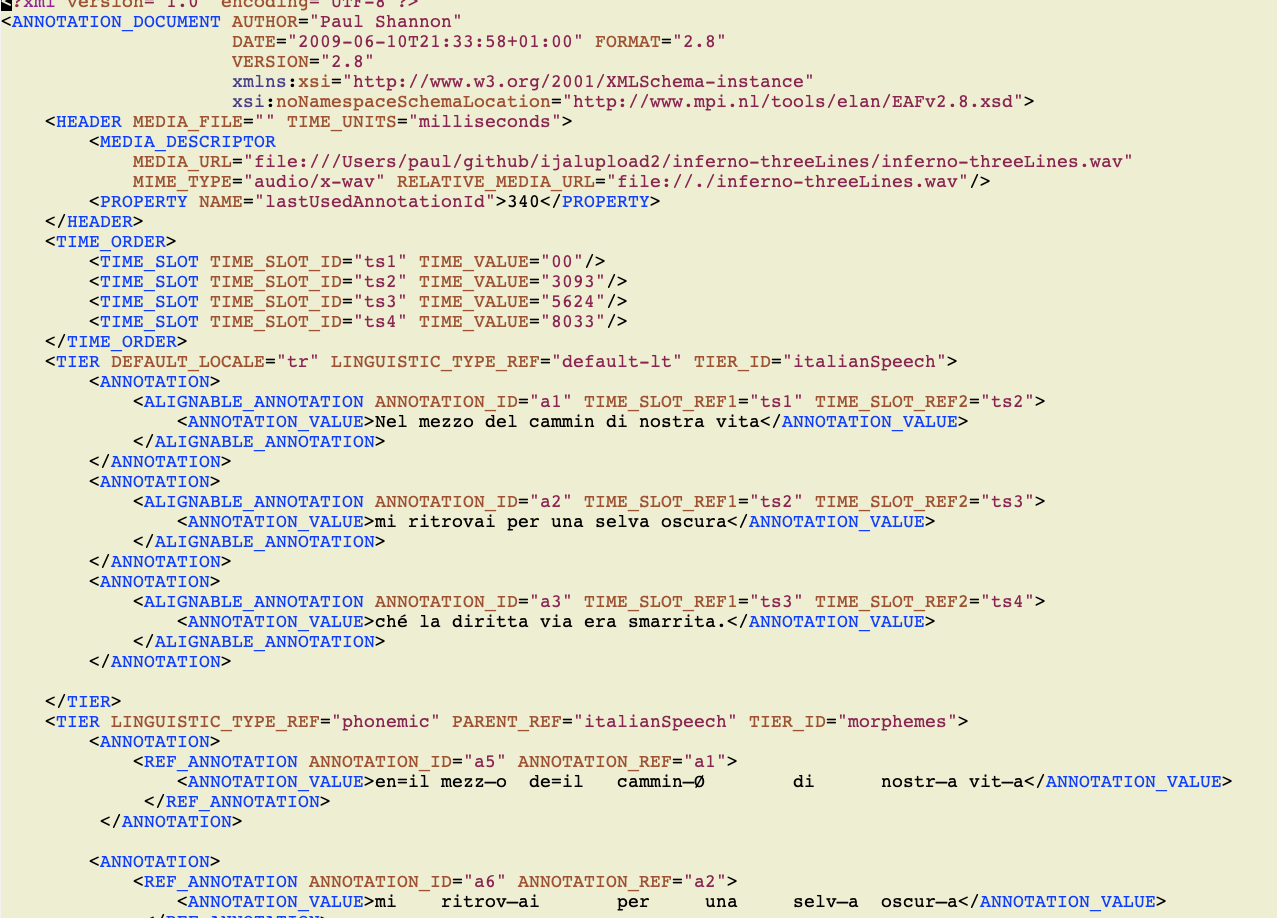 <?xml version="1.0" encoding="UTF-8"?>
<ANNOTATION_DOCUMENT AUTHOR="Paul Shannon"
                     DATE="2009-06-10T21:33:58+01:00" FORMAT="2.8"
                     VERSION="2.8"
                     xmlns:xsi="http://www.w3.org/2001/XMLSchema-instance"
                     xsi:noNamespaceSchemaLocation="http://www.mpi.nl/tools/elan/EAFv2.8.xsd">
    <HEADER MEDIA_FILE="" TIME_UNITS="milliseconds">
        <MEDIA_DESCRIPTOR
            MEDIA_URL="file:///Users/paul/github/ijalupload2/inferno-threeLines/inferno-threeLines.wav"
            MIME_TYPE="audio/x-wav" RELATIVE_MEDIA_URL="file://./inferno-threeLines.wav"/>
        <PROPERTY NAME="lastUsedAnnotationId">340</PROPERTY>
    </HEADER>
    <TIME_ORDER>
        <TIME_SLOT TIME_SLOT_ID="ts1" TIME_VALUE="00"/>
        <TIME_SLOT TIME_SLOT_ID="ts2" TIME_VALUE="3093"/>
        <TIME_SLOT TIME_SLOT_ID="ts3" TIME_VALUE="5624"/>
        <TIME_SLOT TIME_SLOT_ID="ts4" TIME_VALUE="8033"/>
    </TIME_ORDER>
    <TIER DEFAULT_LOCALE="tr" LINGUISTIC_TYPE_REF="default-lt" TIER_ID="italianSpeech">
        <ANNOTATION>
            <ALIGNABLE_ANNOTATION ANNOTATION_ID="a1" TIME_SLOT_REF1="ts1" TIME_SLOT_REF2="ts2">
                <ANNOTATION_VALUE>Nel mezzo del cammin di nostra vita</ANNOTATION_VALUE>
            </ALIGNABLE_ANNOTATION>
        </ANNOTATION>
        <ANNOTATION>
            <ALIGNABLE_ANNOTATION ANNOTATION_ID="a2" TIME_SLOT_REF1="ts2" TIME_SLOT_REF2="ts3">
                <ANNOTATION_VALUE>mi ritrovai per una selva oscura</ANNOTATION_VALUE>
            </ALIGNABLE_ANNOTATION>
        </ANNOTATION>
        <ANNOTATION>
            <ALIGNABLE_ANNOTATION ANNOTATION_ID="a3" TIME_SLOT_REF1="ts3" TIME_SLOT_REF2="ts4">
                <ANNOTATION_VALUE>ché la diritta via era smarrita.</ANNOTATION_VALUE>
            </ALIGNABLE_ANNOTATION>
        </ANNOTATION>

    </TIER>
    <TIER LINGUISTIC_TYPE_REF="phonemic" PARENT_REF="italianSpeech" TIER_ID="morphemes">
        <ANNOTATION>
            <REF_ANNOTATION ANNOTATION_ID="a5" ANNOTATION_REF="a1">
                <ANNOTATION_VALUE>en=il mezz–o  de=il   cammin–Ø        di      nostr–a vit–a</ANNOTATION_VALUE>
             </REF_ANNOTATION>
         </ANNOTATION>

        <ANNOTATION>
            <REF_ANNOTATION ANNOTATION_ID="a6" ANNOTATION_REF="a2">
                <ANNOTATION_VALUE>mi    ritrov–ai       per     una     selv–a  oscur–a</ANNOTATION_VALUE>
             </REF_ANNOTATION>